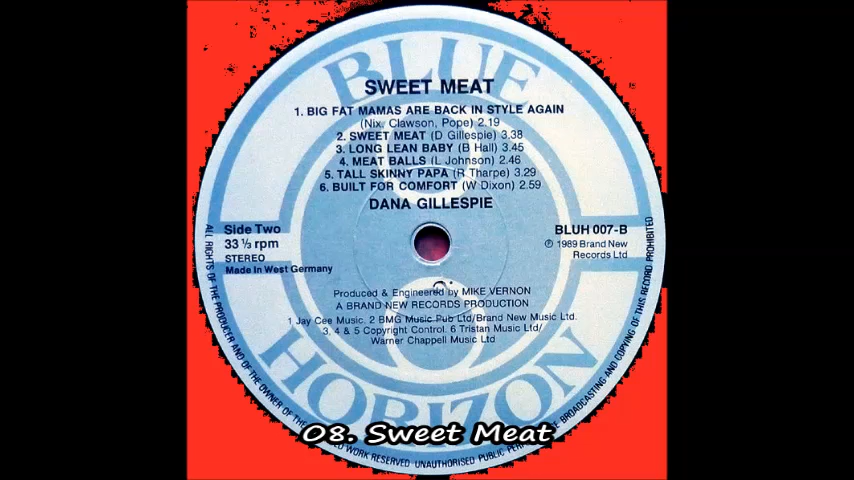 BLUE
SWEET MEAT
1. BIG FAT MAMAS ARE BACK IN STYLE AGAIN
(Nix, Clawson, Pope) 2.19
2. SWEET MEAT (D Gillespie) 3.38
3. LONG LEAN BABY (B Hall) 3.45
4. MEAT BALLS (L Johnson) 2.46
5. TALL SKINNY PAPA (R Tharpe) 3.29
6. BUILT FOR COMFORT (W Dixon) 2.59
DANA GILLESPIE
Side Two
33 ⅓ rpm
STEREO
Made In West Germany
BLUH 007-B
℗ 1989 Brand New
Records Ltd
Produced & Engineered by MIKE VERNON
A BRAND NEW RECORDS PRODUCTION
1 Jay Cee Music. 2 BMG Music Pub Ltd/Brand New Music Ltd.
3, 4 & 5 Copyright Control. 6 Tristan Music Ltd/
Warner Chappell Music Ltd
HORIZON
ALL RIGHTS OF THE PRODUCER AND OF THE OWNER OF THE WORK RESERVED UNAUTHORISED PUBLIC BROADCASTING AND COPYING OF THIS RECORD PROHIBITED
08. Sweet Meat